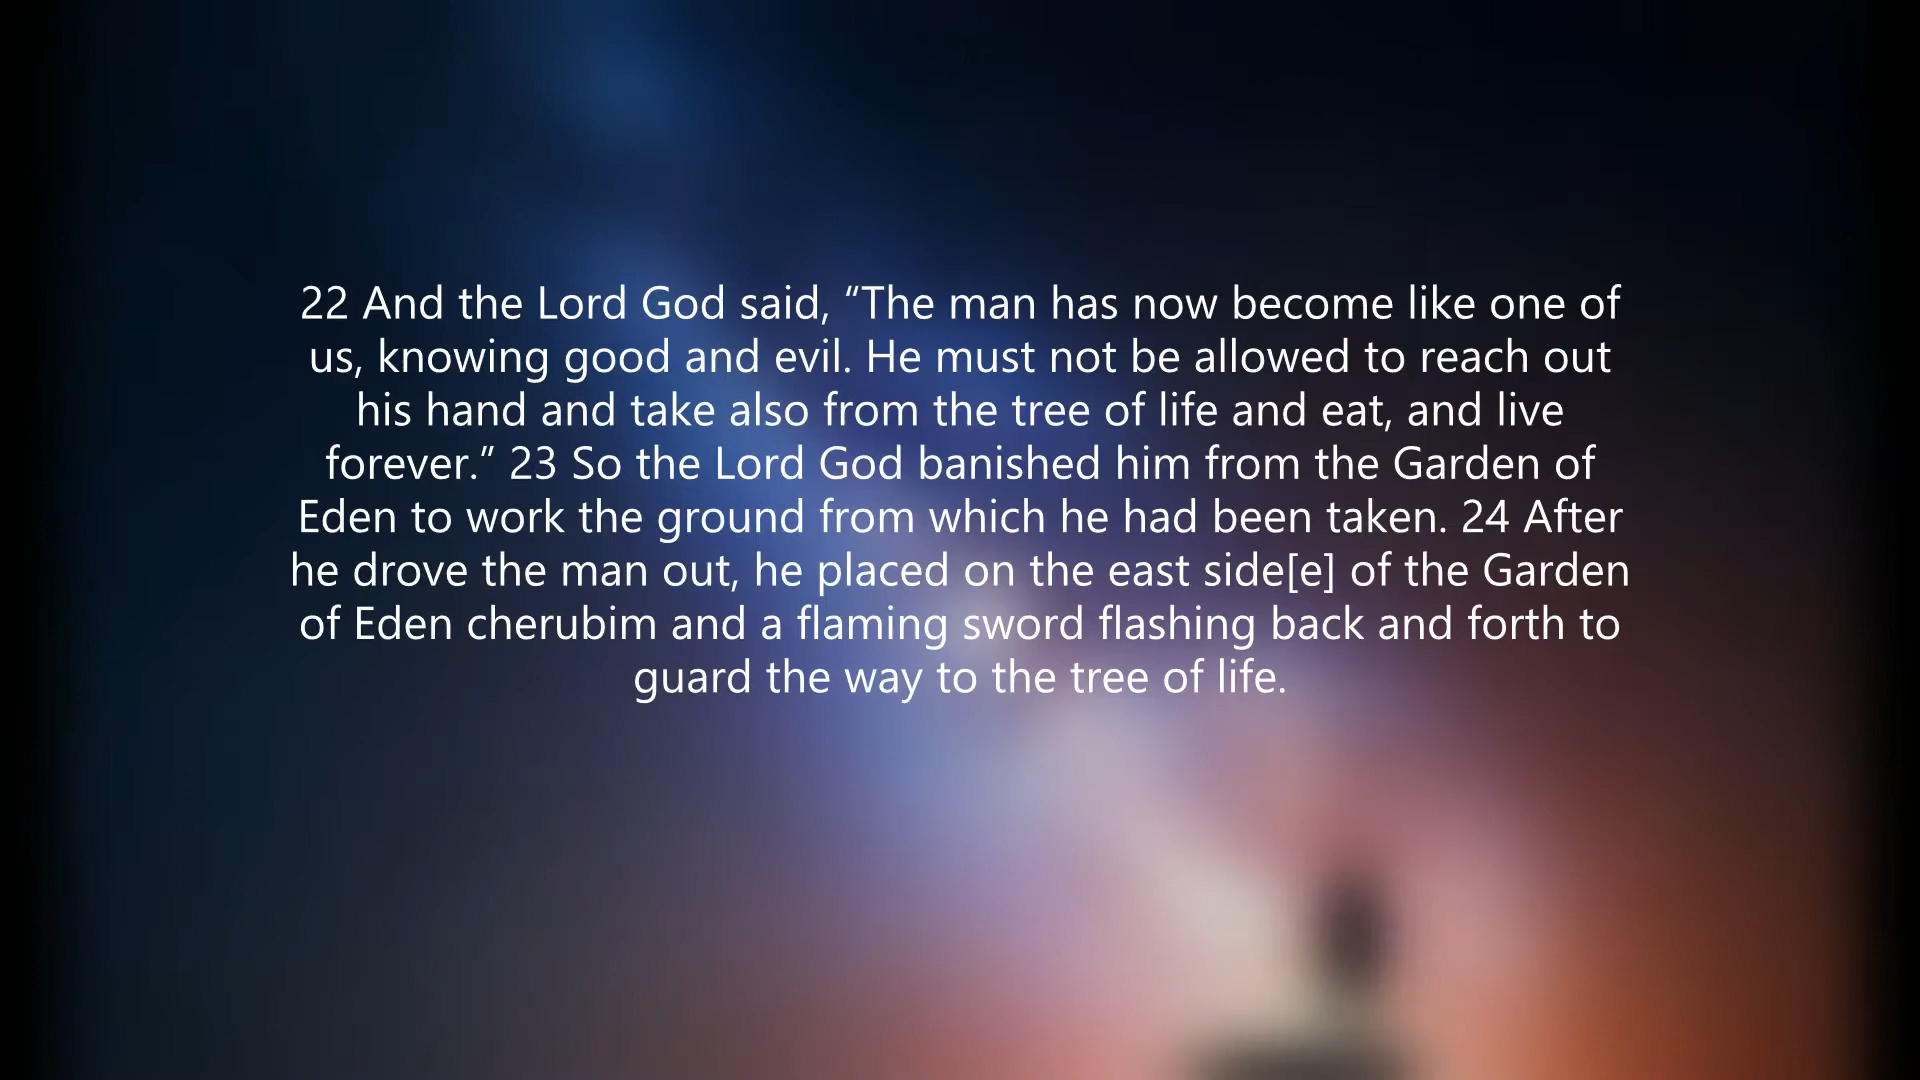 22 And the Lord God said, “The man has now become like one of
us, knowing good and evil. He must not be allowed to reach out
his hand and take also from the tree of life and eat, and live
forever.” 23 So the Lord God banished him from the Garden of
Eden to work the ground from which he had been taken. 24 After
he drove the man out, he placed on the east side[e] of the Garden
of Eden cherubim and a flaming sword flashing back and forth to
guard the way to the tree of life.